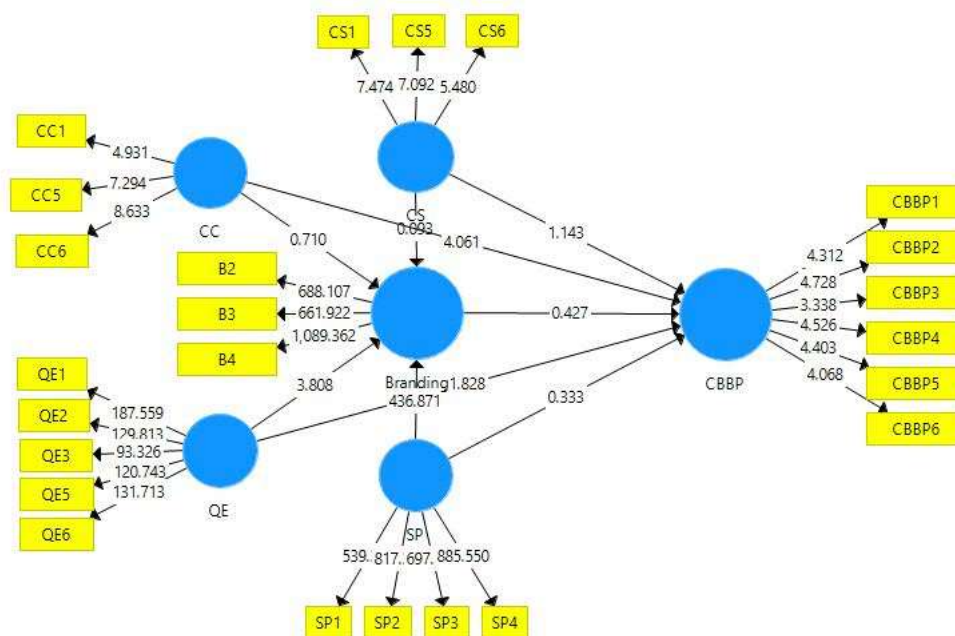 CS1
CS5
CS6
7.474
7.092
5.480
CC1
CC5
CC6
4.931
7.294
8.633
CC
CS
0.093
0.710
4.061
1.143
B2
B3
B4
688.107
661.922
1,089.362
Branding
0.427
CBBP
CBBP1
CBBP2
CBBP3
CBBP4
CBBP5
CBBP6
4.312
4.728
3.338
4.526
4.403
4.068
QE1
QE2
QE3
QE5
QE6
187.559
129.813
93.326
120.743
131.713
QE
3.808
1.828
436.871
0.333
SP
539..
817..
697.
885.550
SP1
SP2
SP3
SP4